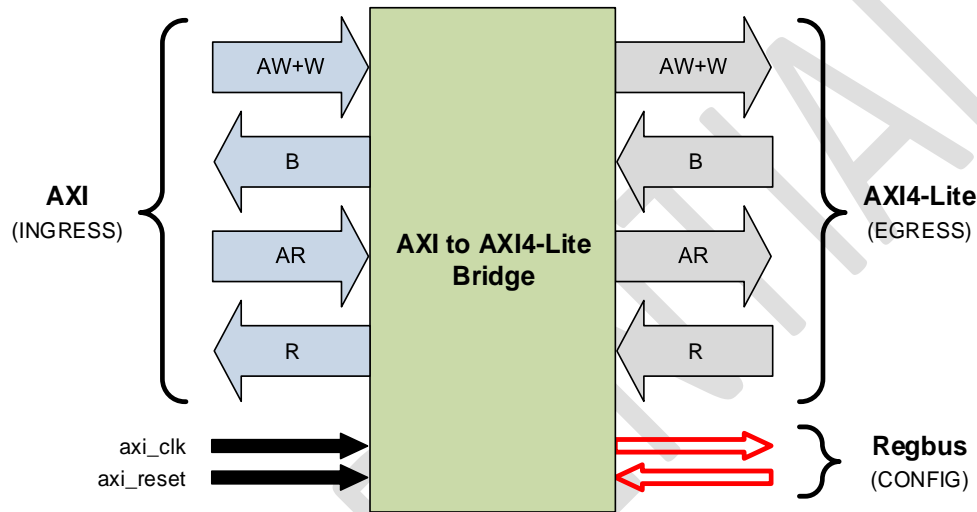 AW+W
B
AR
R
AXI
(INGRESS)
axi_clk
axi_reset
AXI to AXI4-Lite
Bridge
AW+W
B
AR
R
AXI4-Lite
(EGRESS)
Regbus
(CONFIG)